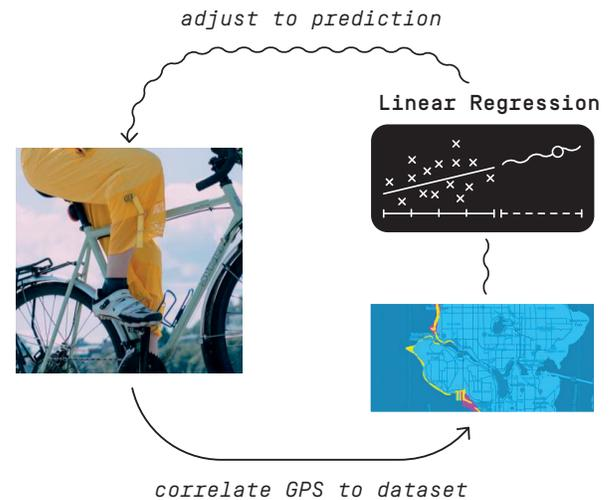 adjust to prediction
Linear Regression
correlate GPS to dataset